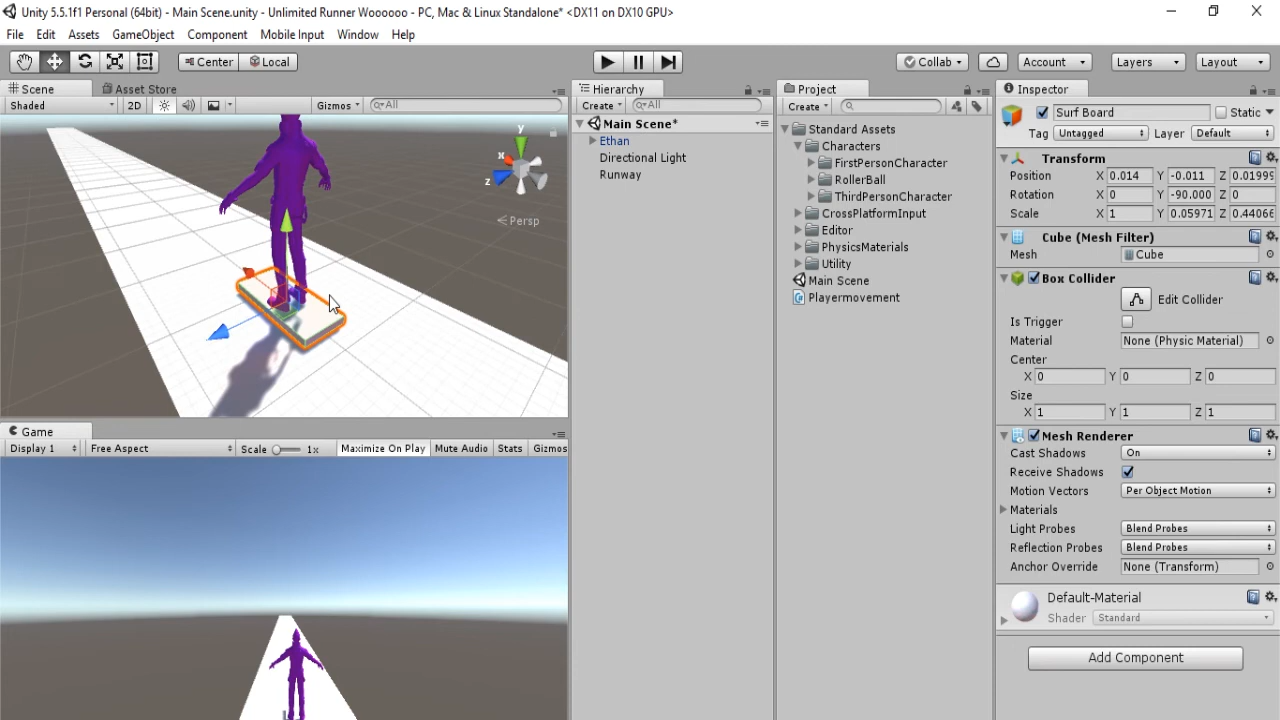 Unity 5.5.1f1 Personal (64bit) - Main Scene.unity - Unlimited Runner Woooooo - PC, Mac & Linux Standalone* <DX11 on DX10 GPU>
File Edit Assets GameObject Component Mobile Input Window Help
Center Local Collab Account Layers Layout
Scene Asset Store
Shaded 2D Gizmos All
y
x
z
Persp
Game
Display 1 Free Aspect Scale 1x Maximize On Play Mute Audio Stats Gizmos
Hierarchy
Create All
Main Scene*
Ethan
Directional Light
Runway
Project
Create
Standard Assets
Characters
FirstPersonCharacter
RollerBall
ThirdPersonCharacter
CrossPlatformInput
Editor
PhysicsMaterials
Utility
Main Scene
Playermovement
Inspector
Surf Board Static
Tag Untagged Layer Default
Transform
Position X 0.014 Y -0.011 Z 0.01999
Rotation X 0 Y -90.000 Z 0
Scale X 1 Y 0.05971 Z 0.44066
Cube (Mesh Filter)
Mesh Cube
Box Collider
Edit Collider
Is Trigger
Material None (Physic Material)
Center
X 0 Y 0 Z 0
Size
X 1 Y 1 Z 1
Mesh Renderer
Cast Shadows On
Receive Shadows
Motion Vectors Per Object Motion
Materials
Light Probes Blend Probes
Reflection Probes Blend Probes
Anchor Override None (Transform)
Default-Material
Shader Standard
Add Component